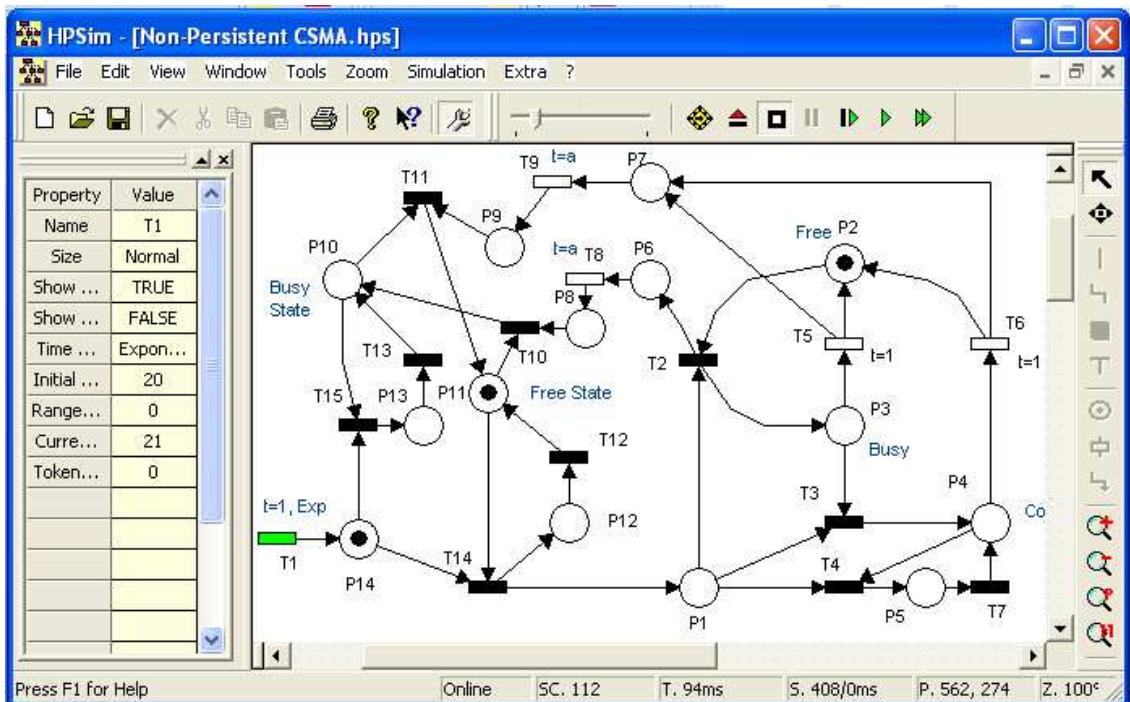 HPSim - [Non-Persistent CSMA.hps]
File Edit View Window Tools Zoom Simulation Extra ?
Property Value
Name T1
Size Normal
Show ... TRUE
Show ... FALSE
Time ... Expon...
Initial ... 20
Range... 0
Curre... 21
Token... 0
T11
T9
t=a
P7
P9
P10
Busy
State
t=a
T8
P6
P8
Free
P2
T10
T13
T2
T5
t=1
T6
t=1
T15
P13
P11
Free State
P3
Busy
T12
T3
P4
t=1, Exp
P12
Co
T1
P14
T14
T4
P1
P5
T7
Press F1 for Help
Online
SC. 112
T. 94ms
S. 408/0ms
P. 562, 274
Z. 100%